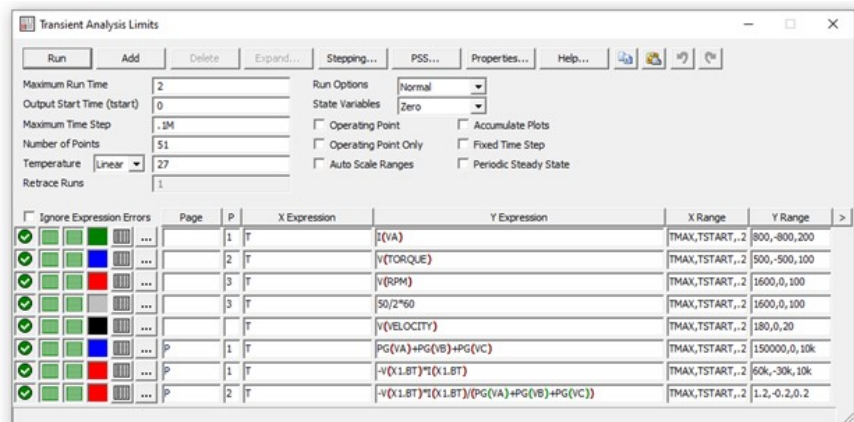 Transient Analysis Limits
Run Add Delete Expand... Stepping... PSS... Properties... Help...
Maximum Run Time 2 Run Options Normal
Output Start Time (tstart) 0 State Variables Zero
Maximum Time Step .1M Operating Point Accumulate Plots
Number of Points 51 Operating Point Only Fixed Time Step
Temperature Linear 27 Auto Scale Ranges Periodic Steady State
Retrace Runs 1
Ignore Expression Errors Page P X Expression Y Expression X Range Y Range >
... 1 T I(VA) TMAX,TSTART,.2 800,-800,200
... 2 T V(TORQUE) TMAX,TSTART,.2 500,-500,100
... 3 T V(RPM) TMAX,TSTART,.2 1600,0,100
... 3 T 50/2*60 TMAX,TSTART,.2 1600,0,100
... T V(VELOCITY) TMAX,TSTART,.2 180,0,20
... P 1 T PG(VA)+PG(VB)+PG(VC) TMAX,TSTART,.2 150000,0,10k
... P 1 T -V(X1.BT)*I(X1.BT) TMAX,TSTART,.2 60k,-30k,10k
... P 2 T -V(X1.BT)*I(X1.BT)/(PG(VA)+PG(VB)+PG(VC)) TMAX,TSTART,.2 1.2,-0.2,0.2